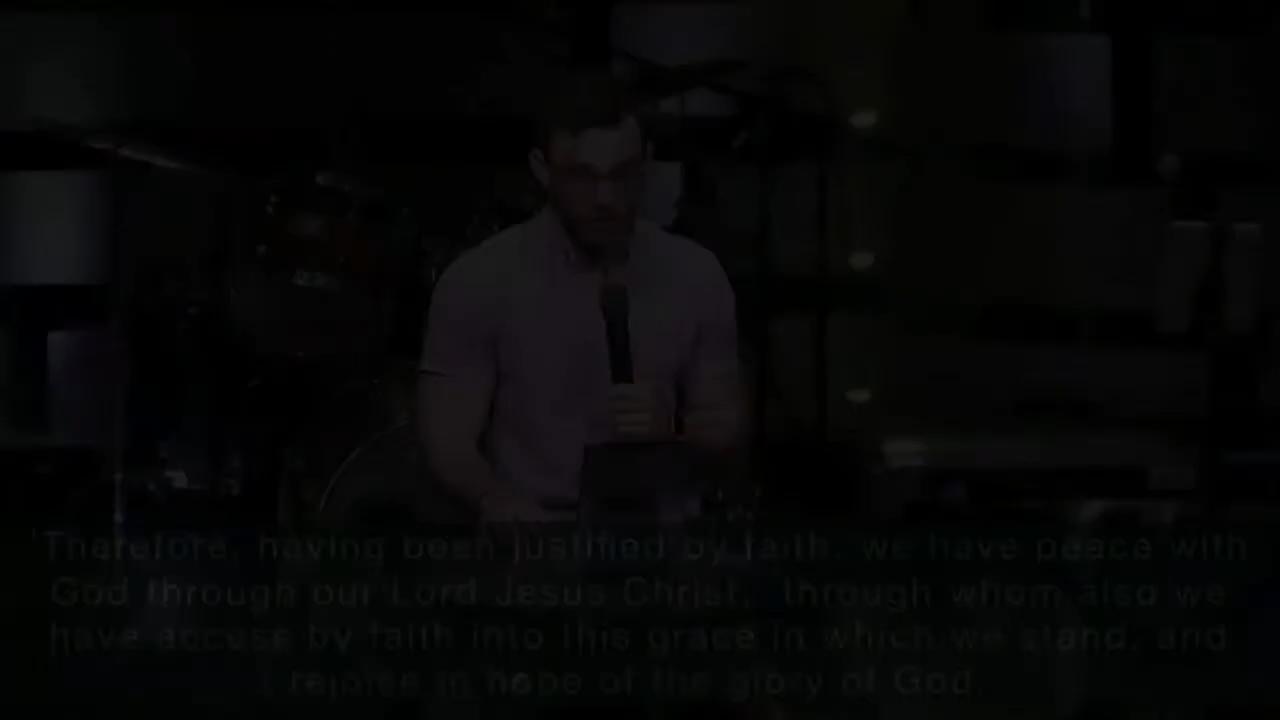 "Therefore, having been justified by faith, we have peace with
God through our Lord Jesus Christ, through whom also we
have access by faith into this grace in which we stand, and
rejoice in hope of the glory of God.